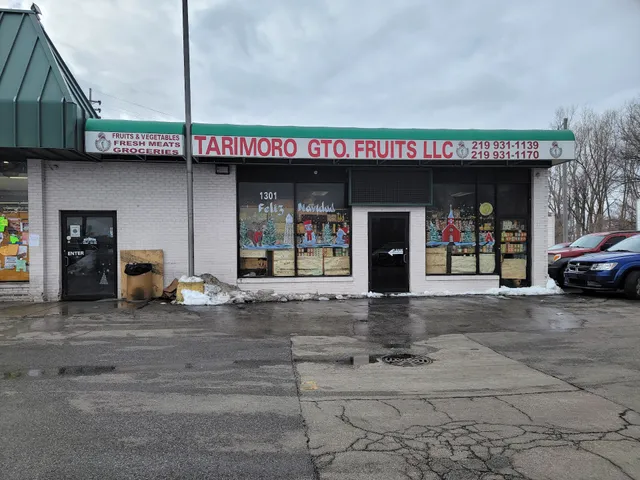 FRUITS & VEGETABLES
FRESH MEATS
GROCERIES
TARIMORO GTO. FRUITS LLC
219 931-1139
219 931-1170
1301
Feliz Navidad
ENTER